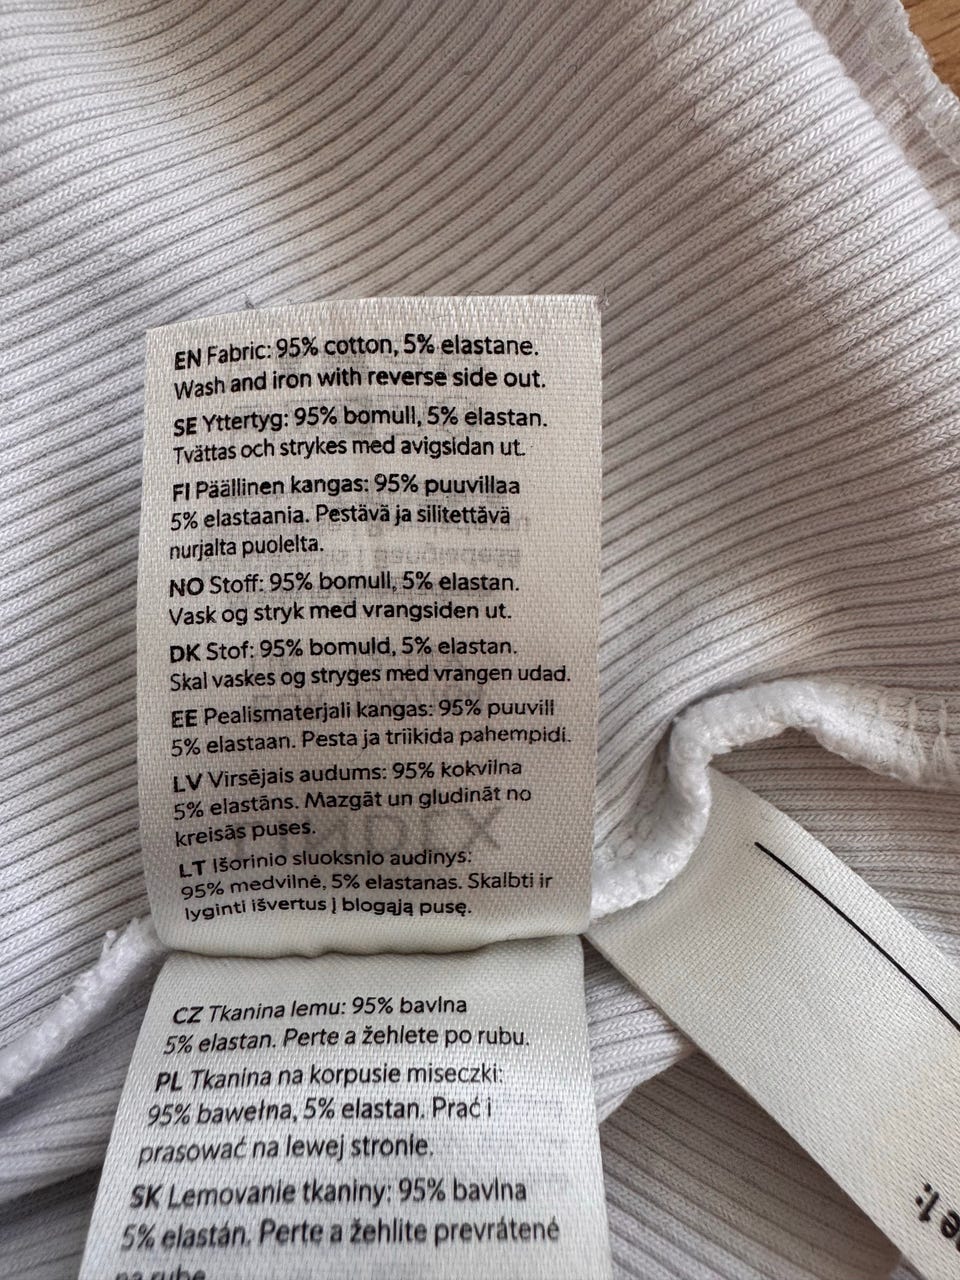 EN Fabric: 95% cotton, 5% elastane.
Wash and iron with reverse side out.
SE Yttertyg: 95% bomull, 5% elastan.
Tvättas och strykes med avigsidan ut.
FI Päällinen kangas: 95% puuvillaa
5% elastaania. Pestävä ja silitettävä
nurjalta puolelta.
NO Stoff: 95% bomull, 5% elastan.
Vask og stryk med vrangsiden ut.
DK Stof: 95% bomuld, 5% elastan.
Skal vaskes og stryges med vrangen udad.
EE Pealismaterjali kangas: 95% puuvill
5% elastaan. Pesta ja triikida pahempidi.
LV Virsējais audums: 95% kokvilna
5% elastāns. Mazgāt un gludināt no
kreisās puses.
LT Išorinio sluoksnio audinys:
95% medvilnė, 5% elastanas. Skalbti ir
lyginti išvertus į blogąją pusę.
CZ Tkanina lemu: 95% bavlna
5% elastan. Perte a žehlete po rubu.
PL Tkanina na korpusie miseczki:
95% bawełna, 5% elastan. Prać i
prasować na lewej stronie.
SK Lemovanie tkaniny: 95% bavlna
5% elastán. Perte a žehlite prevrátené
na rube